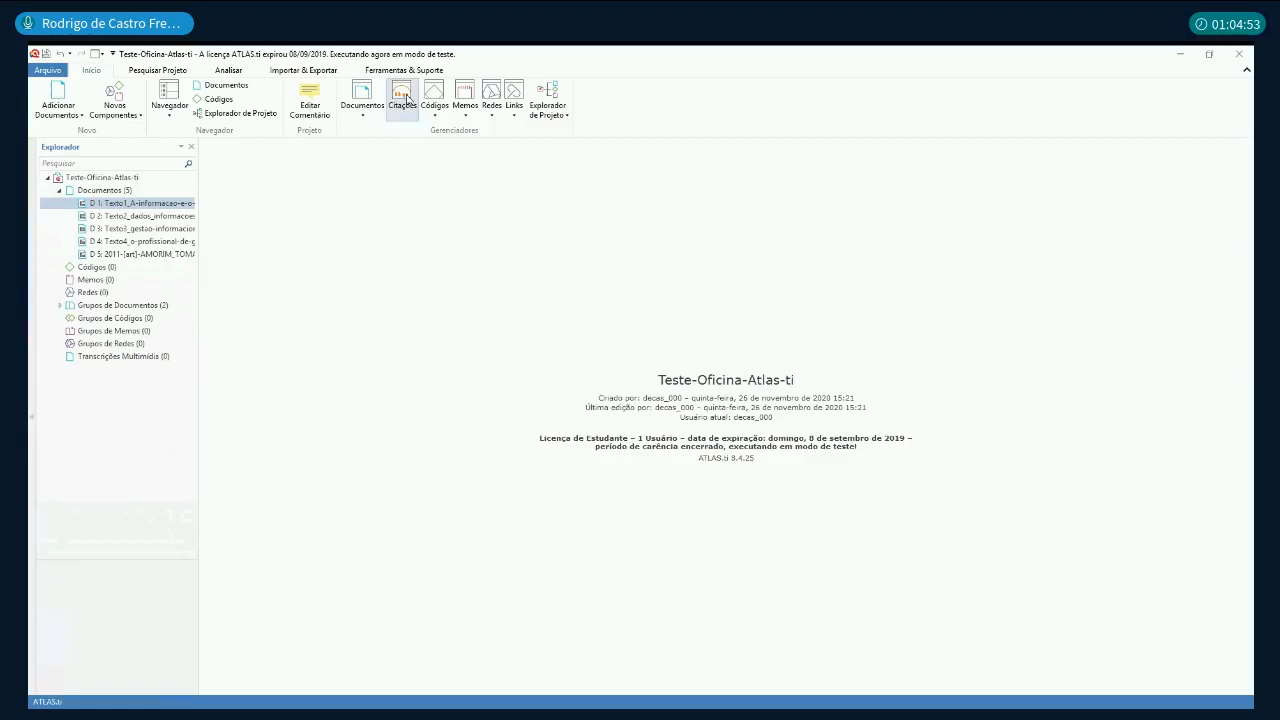 Rodrigo de Castro Fre...
01:04:53
Teste-Oficina-Atlas-ti - A licença ATLAS.ti expirou 08/09/2019. Executando agora em modo de teste.
Arquivo Início Pesquisar Projeto Analisar Importar & Exportar Ferramentas & Suporte
Adicionar Documentos
Novos Componentes
Novo
Navegador
Documentos
Códigos
Explorador de Projeto
Navegador
Editar Comentário
Projeto
Documentos Citações Códigos Memos Redes Links Explorador de Projeto
Gerenciadores
Explorador
Pesquisar
Teste-Oficina-Atlas-ti
Documentos (5)
D 1: Texto1_A-informacao-e-o-
D 2: Texto2_dados_informacoes
D 3: Texto3_gestao-informacion
D 4: Texto4_o-profissional-de-g
D 5: 2011-[art]-AMORIM_TOMA
Códigos (0)
Memos (0)
Redes (0)
Grupos de Documentos (2)
Grupos de Códigos (0)
Grupos de Memos (0)
Grupos de Redes (0)
Transcrições Multimídia (0)
Teste-Oficina-Atlas-ti
Criado por: decas_000 – quinta-feira, 26 de novembro de 2020 15:21
Última edição por: decas_000 – quinta-feira, 26 de novembro de 2020 15:21
Usuário atual: decas_000
Licença de Estudante – 1 Usuário – data de expiração: domingo, 8 de setembro de 2019 –
período de carência encerrado, executando em modo de teste!
ATLAS.ti 8.4.25
ATLAS.ti